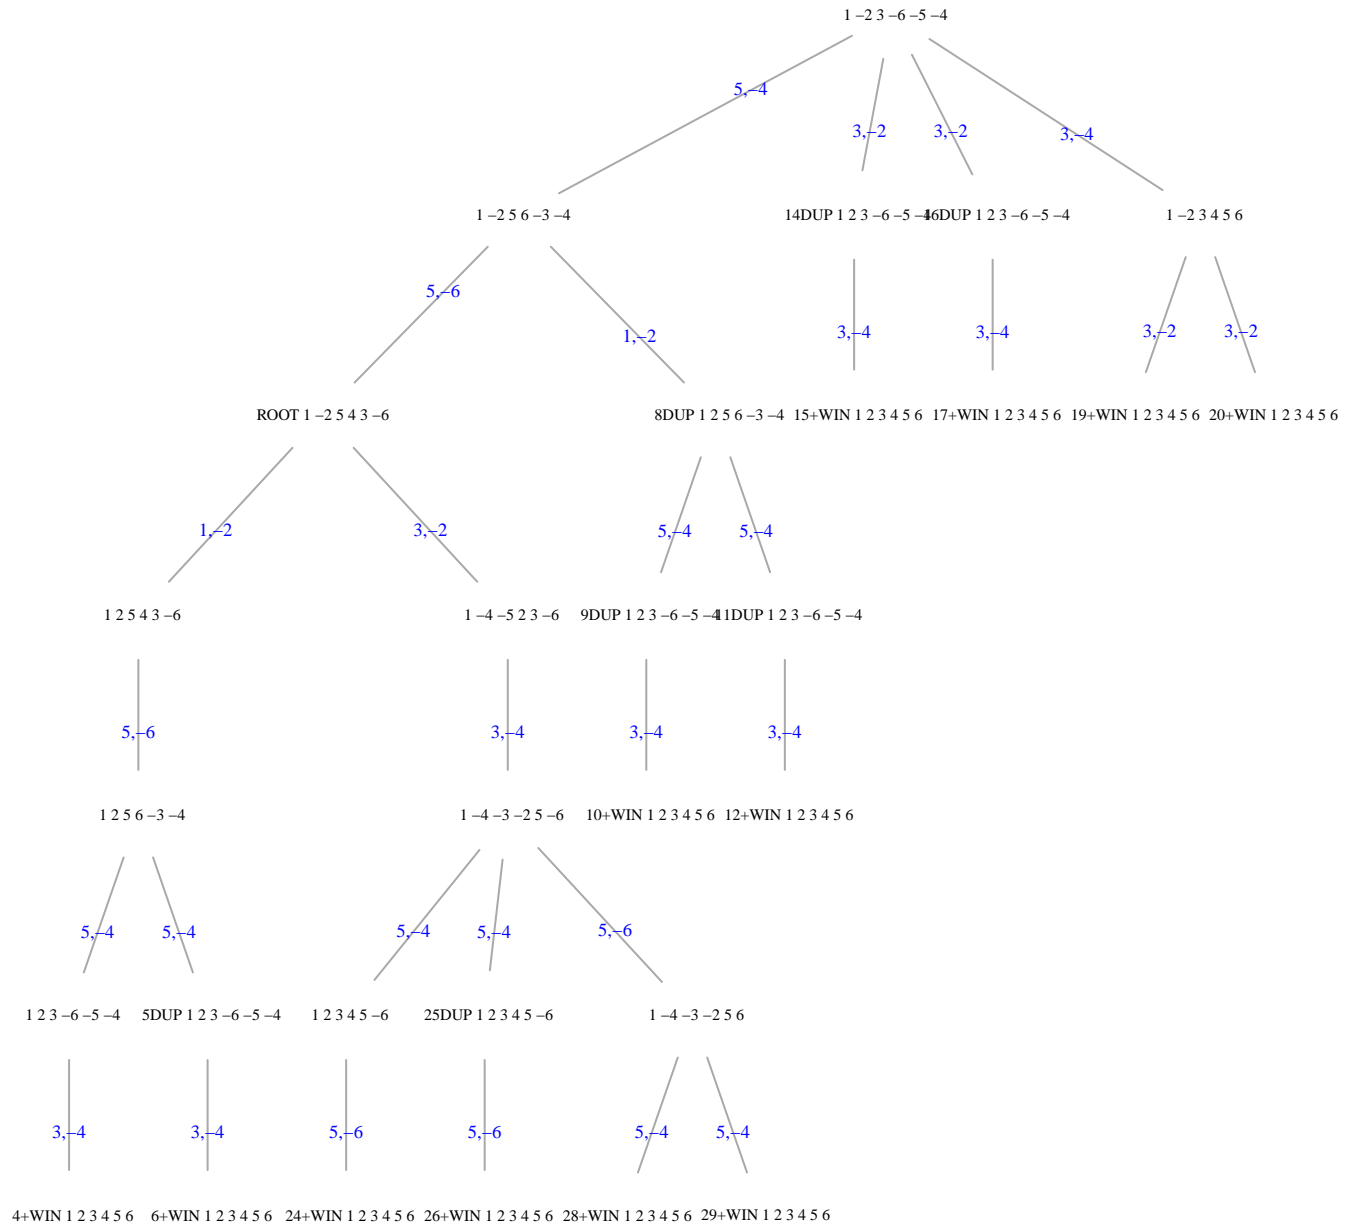 1 –2 3 –6 –5 –4
5,–4
3,–2
3,–2
3,–4
1 –2 5 6 –3 –4
14DUP 1 2 3 –6 –5 –4
16DUP 1 2 3 –6 –5 –4
1 –2 3 4 5 6
5,–6
1,–2
3,–4
3,–4
3,–2
3,–2
ROOT 1 –2 5 4 3 –6
8DUP 1 2 5 6 –3 –4
15+WIN 1 2 3 4 5 6
17+WIN 1 2 3 4 5 6
19+WIN 1 2 3 4 5 6
20+WIN 1 2 3 4 5 6
1,–2
3,–2
5,–4
5,–4
1 2 5 4 3 –6
1 –4 –5 2 3 –6
9DUP 1 2 3 –6 –5 –4
11DUP 1 2 3 –6 –5 –4
5,–6
3,–4
3,–4
3,–4
1 2 5 6 –3 –4
1 –4 –3 –2 5 –6
10+WIN 1 2 3 4 5 6
12+WIN 1 2 3 4 5 6
5,–4
5,–4
5,–4
5,–4
5,–6
1 2 3 –6 –5 –4
5DUP 1 2 3 –6 –5 –4
1 2 3 4 5 –6
25DUP 1 2 3 4 5 –6
1 –4 –3 –2 5 6
3,–4
3,–4
5,–6
5,–6
5,–4
5,–4
4+WIN 1 2 3 4 5 6
6+WIN 1 2 3 4 5 6
24+WIN 1 2 3 4 5 6
26+WIN 1 2 3 4 5 6
28+WIN 1 2 3 4 5 6
29+WIN 1 2 3 4 5 6